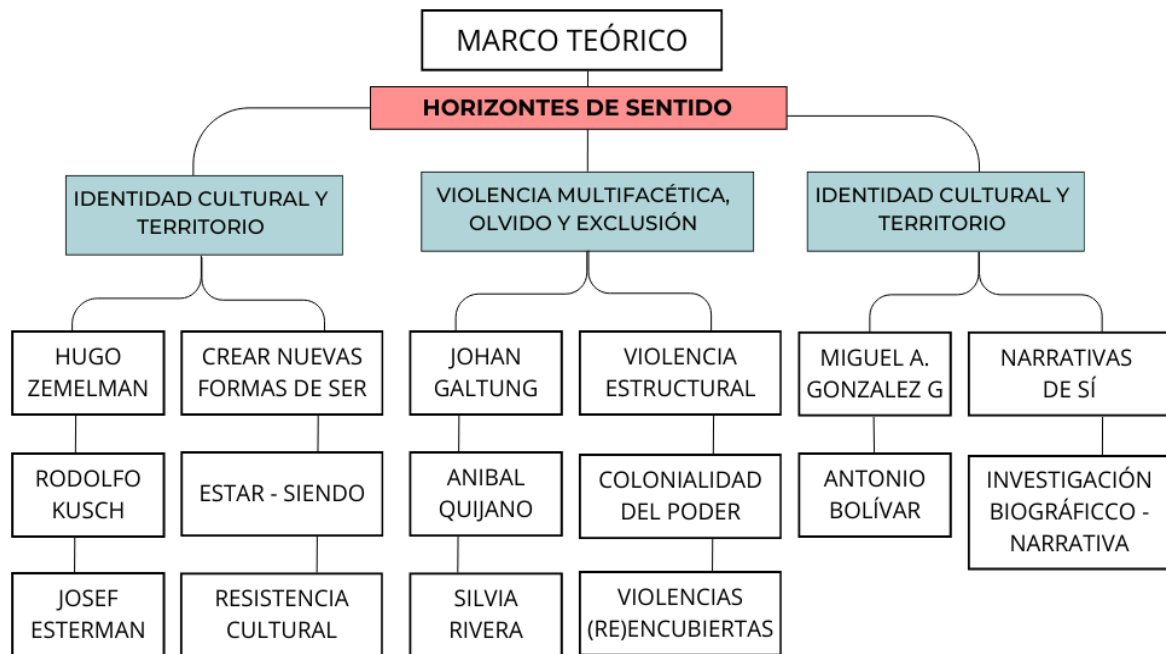 MARCO TEÓRICO
HORIZONTES DE SENTIDO
IDENTIDAD CULTURAL Y
TERRITORIO
HUGO
ZEMELMAN
CREAR NUEVAS
FORMAS DE SER
RODOLFO
KUSCH
ESTAR - SIENDO
JOSEF
ESTERMAN
RESISTENCIA
CULTURAL
VIOLENCIA MULTIFACÉTICA,
OLVIDO Y EXCLUSIÓN
JOHAN
GALTUNG
VIOLENCIA
ESTRUCTURAL
ANIBAL
QUIJANO
COLONIALIDAD
DEL PODER
SILVIA
RIVERA
VIOLENCIAS
(RE)ENCUBIERTAS
IDENTIDAD CULTURAL Y
TERRITORIO
MIGUEL A.
GONZALEZ G
NARRATIVAS
DE SÍ
ANTONIO
BOLÍVAR
INVESTIGACIÓN
BIOGRÁFICCO -
NARRATIVA